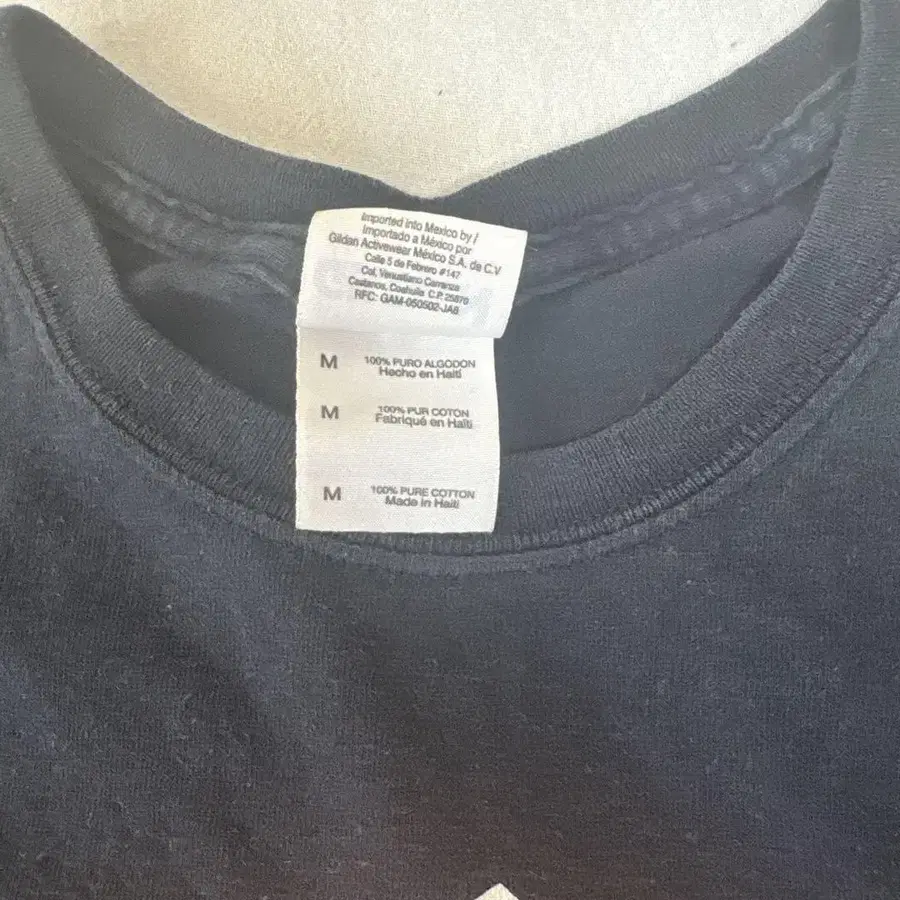 Imported into Mexico by/
Importado a México por
Gildan Activewear México S.A. de C.V
Calle 5 de Febrero #147
Col. Venustiano Carranza
Castanos, Coahuila C.P. 25870
RFC: GAM-050502-JA8
M 100% PURO ALGODON
Hecho en Haití
M 100% PUR COTON
Fabriqué en Haïti
M 100% PURE COTTON
Made in Haiti